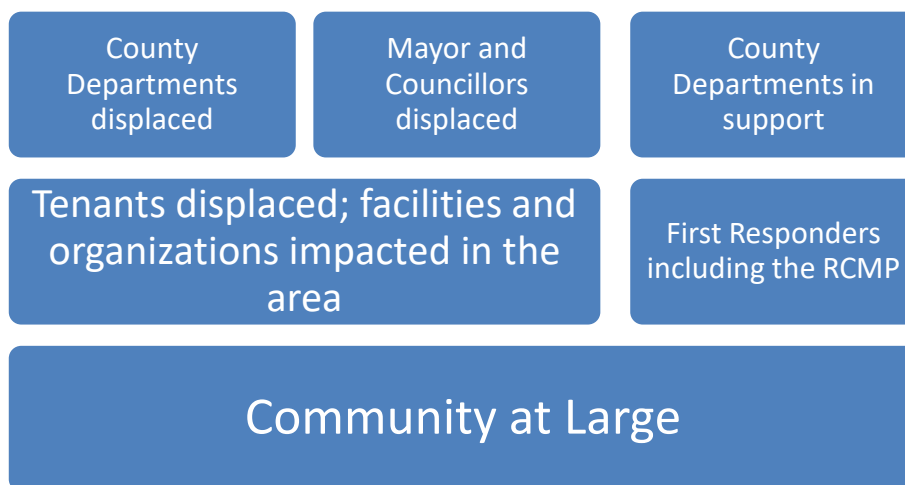 County
Departments
displaced
Mayor and
Councillors
displaced
County
Departments in
support
Tenants displaced; facilities and
organizations impacted in the
area
First Responders
including the RCMP
Community at Large